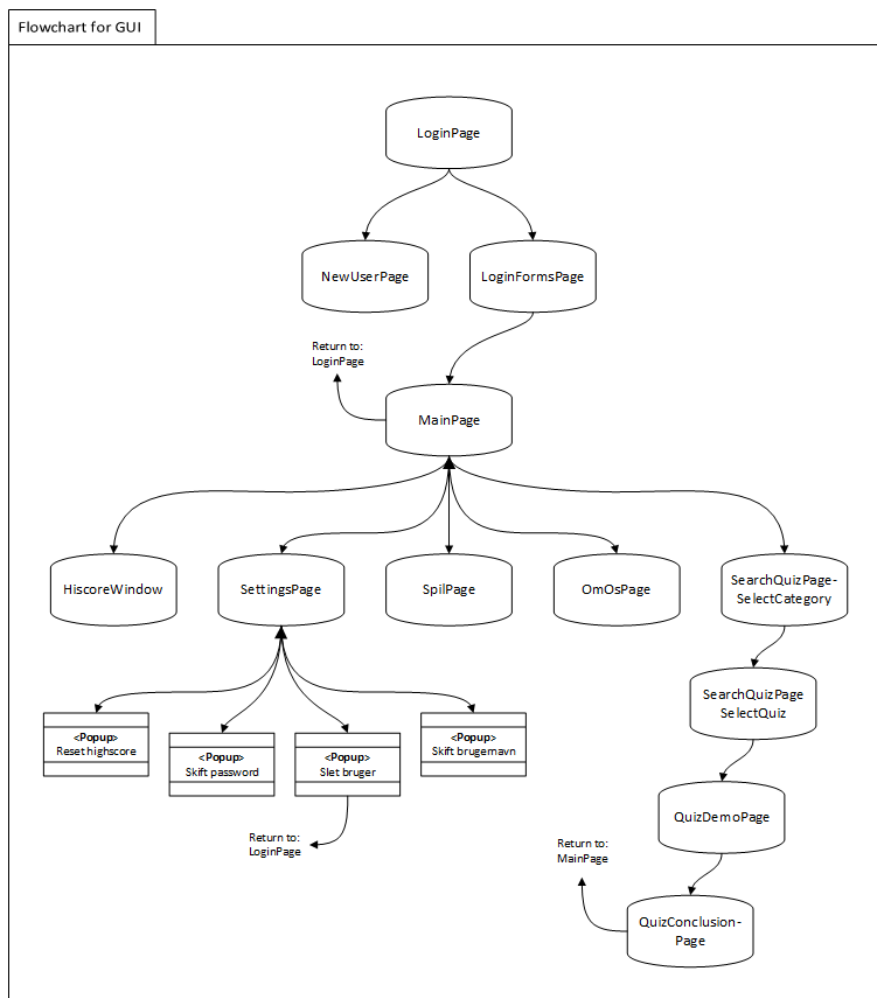 Flowchart for GUI
LoginPage
NewUserPage
LoginFormsPage
Return to:
LoginPage
MainPage
HiscoreWindow
SettingsPage
SpilPage
OmOsPage
SearchQuizPage-
SelectCategory
SearchQuizPage
SelectQuiz
<Popup>
Reset highscore
<Popup>
Skift password
<Popup>
Slet bruger
<Popup>
Skift brugernavn
Return to:
LoginPage
QuizDemoPage
Return to:
MainPage
QuizConclusion-
Page